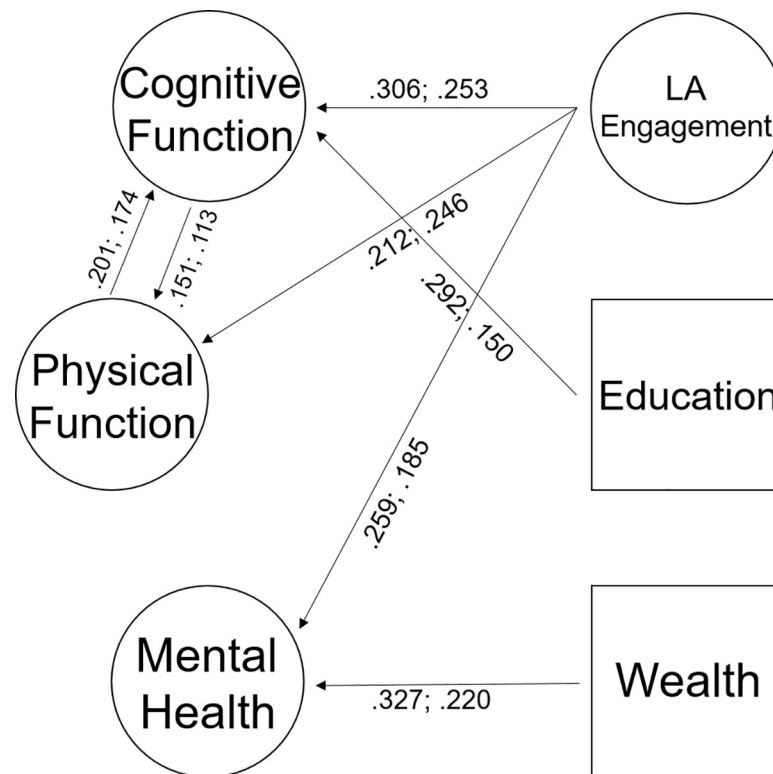 Cognitive
Function
.306; .253
LA
Engagement
.201; .174
.151; .113
.212; .246
.292; .150
Physical
Function
Education
.259; .185
Mental
Health
.327; .220
Wealth